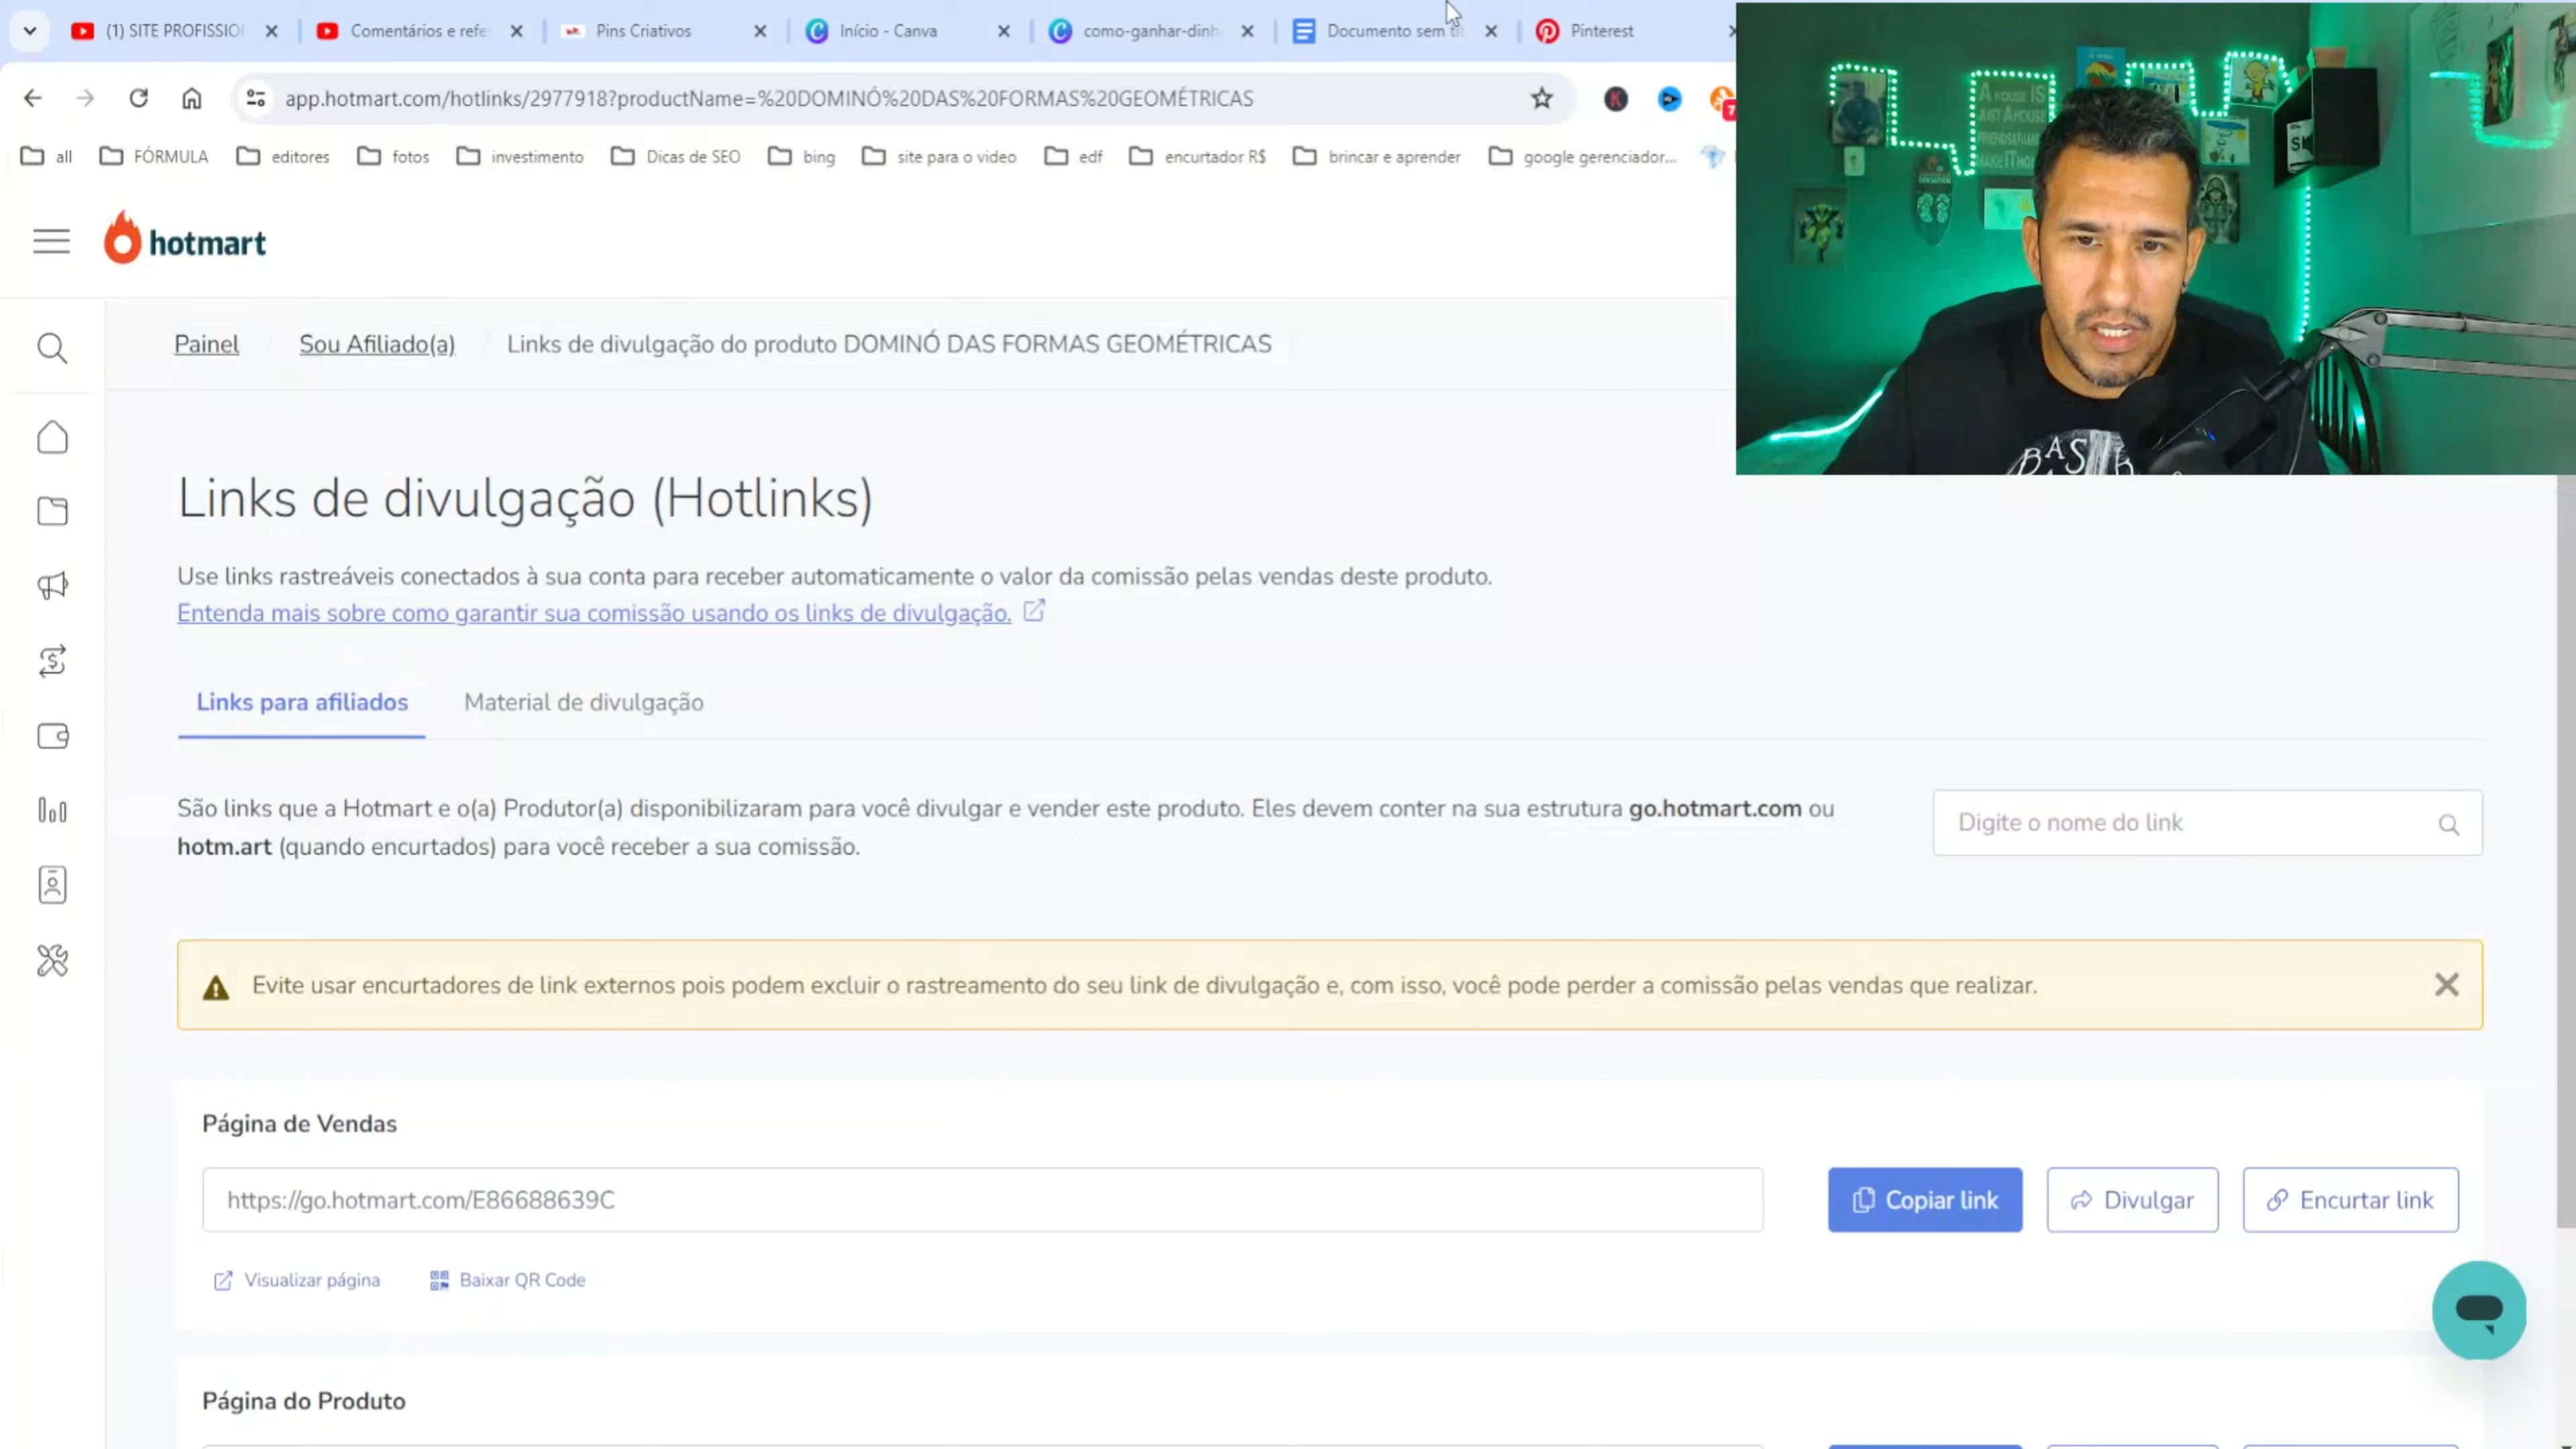 (1) SITE PROFISSION
Comentários e refe
Pins Criativos
Início - Canva
como-ganhar-dinh
Documento sem tít
Pinterest
app.hotmart.com/hotlinks/2977918?productName=%20DOMINÓ%20DAS%20FORMAS%20GEOMÉTRICAS
all
FÓRMULA
editores
fotos
investimento
Dicas de SEO
bing
site para o video
edf
encurtador R$
brincar e aprender
google gerenciador...
A HOUSE IS
JUST A HOUSE
hotmart
Painel
Sou Afiliado(a)
Links de divulgação do produto DOMINÓ DAS FORMAS GEOMÉTRICAS
Links de divulgação (Hotlinks)
Use links rastreáveis conectados à sua conta para receber automaticamente o valor da comissão pelas vendas deste produto.
Entenda mais sobre como garantir sua comissão usando os links de divulgação.
Links para afiliados
Material de divulgação
São links que a Hotmart e o(a) Produtor(a) disponibilizaram para você divulgar e vender este produto. Eles devem conter na sua estrutura go.hotmart.com ou
hotm.art (quando encurtados) para você receber a sua comissão.
Digite o nome do link
Evite usar encurtadores de link externos pois podem excluir o rastreamento do seu link de divulgação e, com isso, você pode perder a comissão pelas vendas que realizar.
Página de Vendas
https://go.hotmart.com/E86688639C
Copiar link
Divulgar
Encurtar link
Visualizar página
Baixar QR Code
Página do Produto